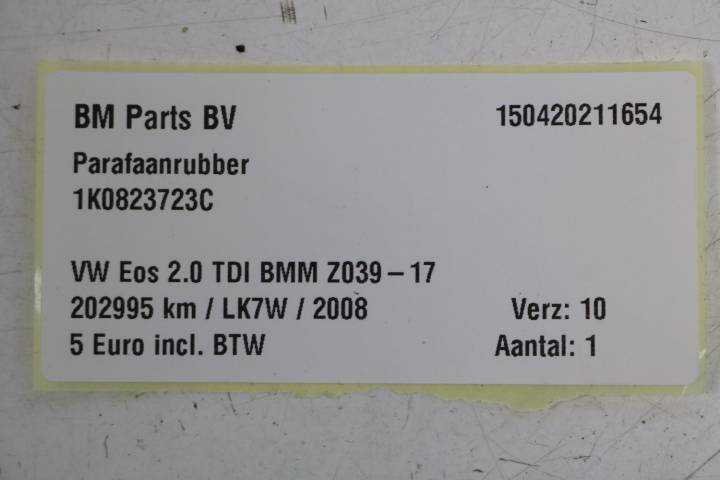 BM Parts BV 150420211654
Parafaanrubber
1K0823723C
VW Eos 2.0 TDI BMM Z039 – 17
202995 km / LK7W / 2008 Verz: 10
5 Euro incl. BTW Aantal: 1